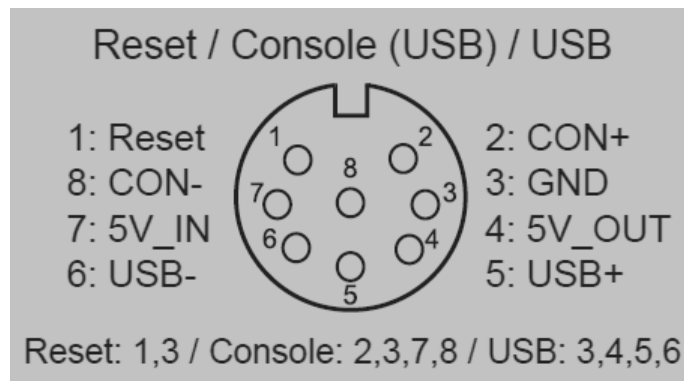 Reset / Console (USB) / USB
1: Reset
8: CON-
7: 5V_IN
6: USB-
1
2
8
7
3
6
4
5
2: CON+
3: GND
4: 5V_OUT
5: USB+
Reset: 1,3 / Console: 2,3,7,8 / USB: 3,4,5,6